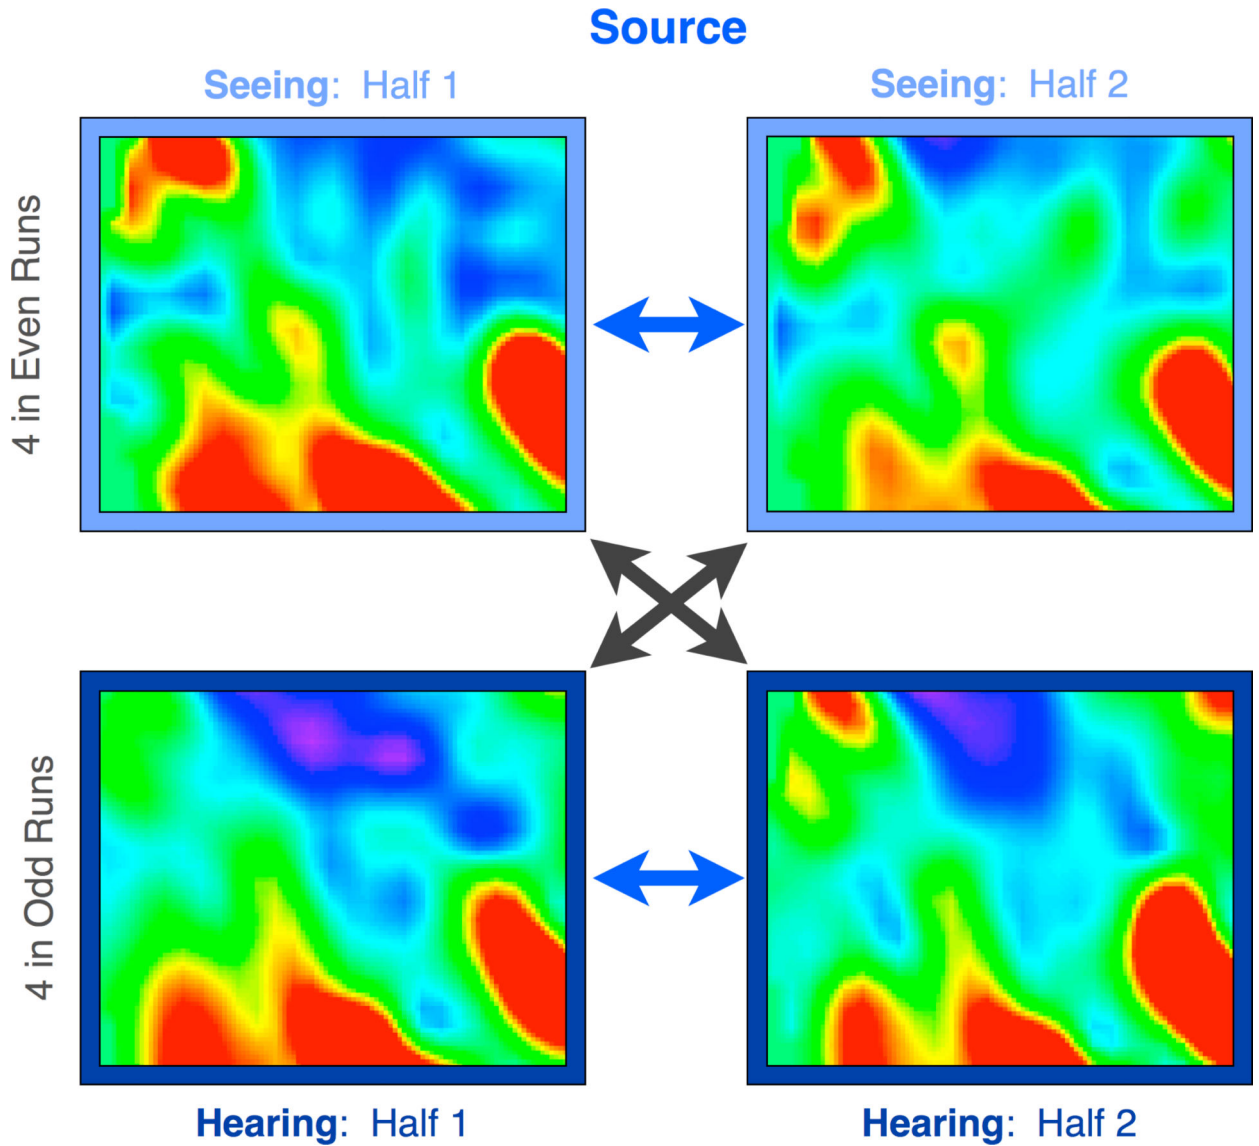 Source
Seeing: Half 1
Seeing: Half 2
4 in Even Runs
4 in Odd Runs
Hearing: Half 1
Hearing: Half 2